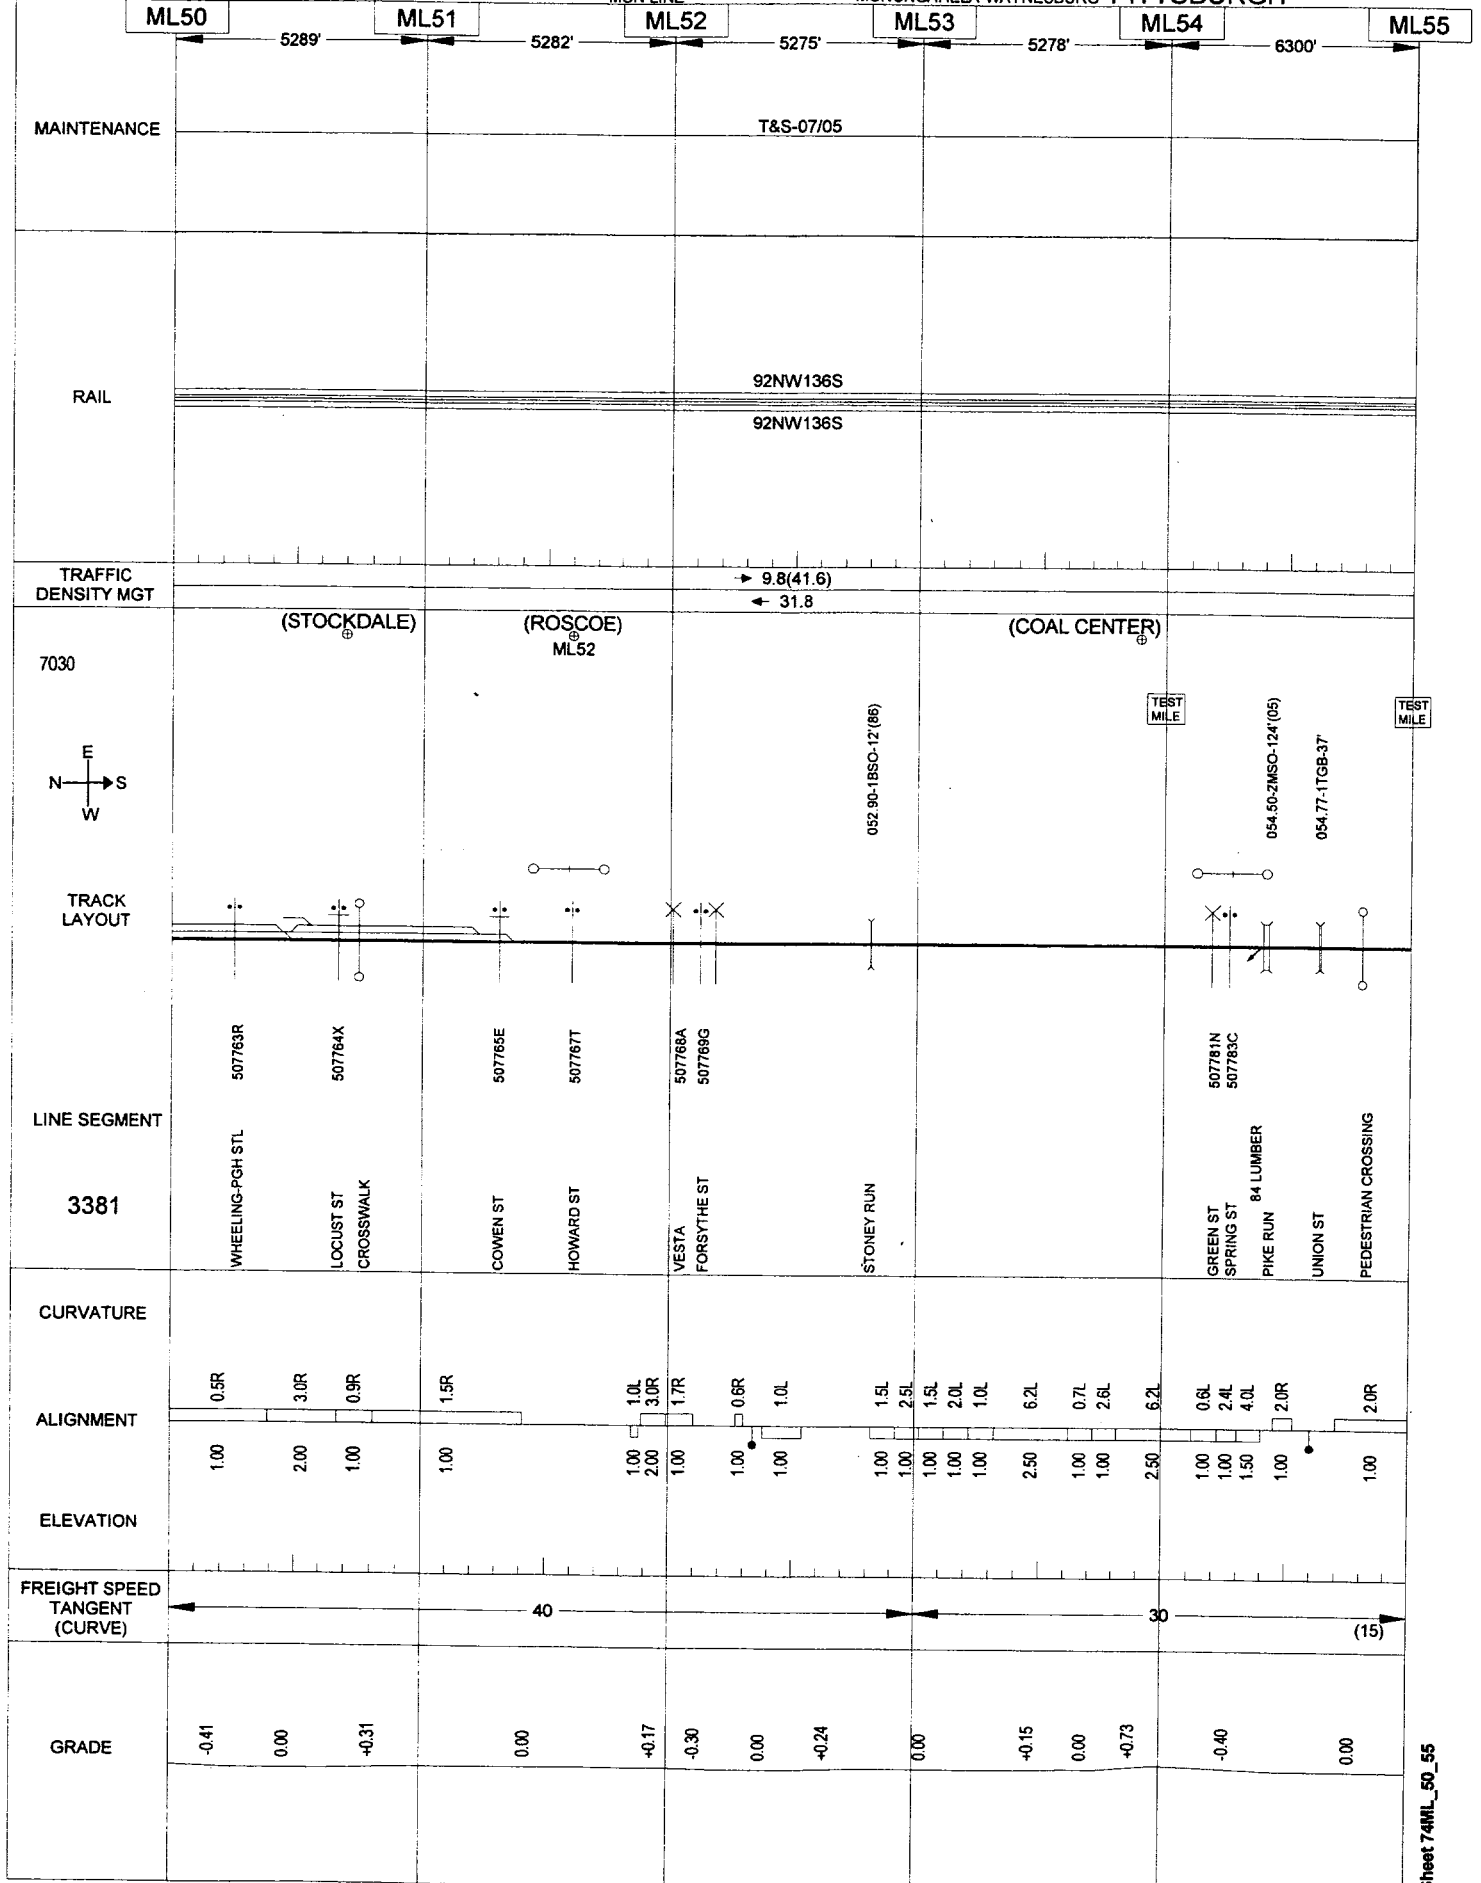 MON LINE
MONONGAHELA-WAYNESBURG PITTSBURGH
ML50 ML51 ML52 ML53 ML54 ML55
5289' 5282' 5275' 5278' 6300'
MAINTENANCE
T&S-07/05
RAIL
92NW136S
92NW136S
TRAFFIC
DENSITY MGT
9.8(41.6)
31.8
(STOCKDALE) (ROSCOE) (COAL CENTER)
ML52
7030
TEST
MILE
TEST
MILE
E
N S
W
052.90-1BSO-12'(86)
054.50-2MSO-124'(05)
054.77-1TGB-37'
TRACK
LAYOUT
507763R
507764X
507765E
507767T
507768A
507769G
507781N
507783C
LINE SEGMENT
3381
WHEELING-PGH STL
LOCUST ST
CROSSWALK
COWEN ST
HOWARD ST
VESTA
FORSYTHE ST
STONEY RUN
GREEN ST
SPRING ST
84 LUMBER
PIKE RUN
UNION ST
PEDESTRIAN CROSSING
CURVATURE
0.5R 3.0R 0.9R 1.5R 1.0L 3.0R 1.7R 0.6R 1.0L 1.5L 2.5L 1.5L 2.0L 1.0L 6.2L 0.7L 2.6L 6.2L 0.6L 2.4L 4.0L 2.0R 2.0R
ALIGNMENT
1.00 2.00 1.00 1.00 1.00 2.00 1.00 1.00 1.00 1.00 1.00 1.00 1.00 1.00 2.50 1.00 1.00 2.50 1.00 1.00 1.50 1.00 1.00
ELEVATION
FREIGHT SPEED
TANGENT
(CURVE)
40 30
(15)
GRADE
-0.41 0.00 +0.31 0.00 +0.17 -0.30 0.00 +0.24 0.00 +0.15 0.00 +0.73 -0.40 0.00
Sheet 74ML_50_55